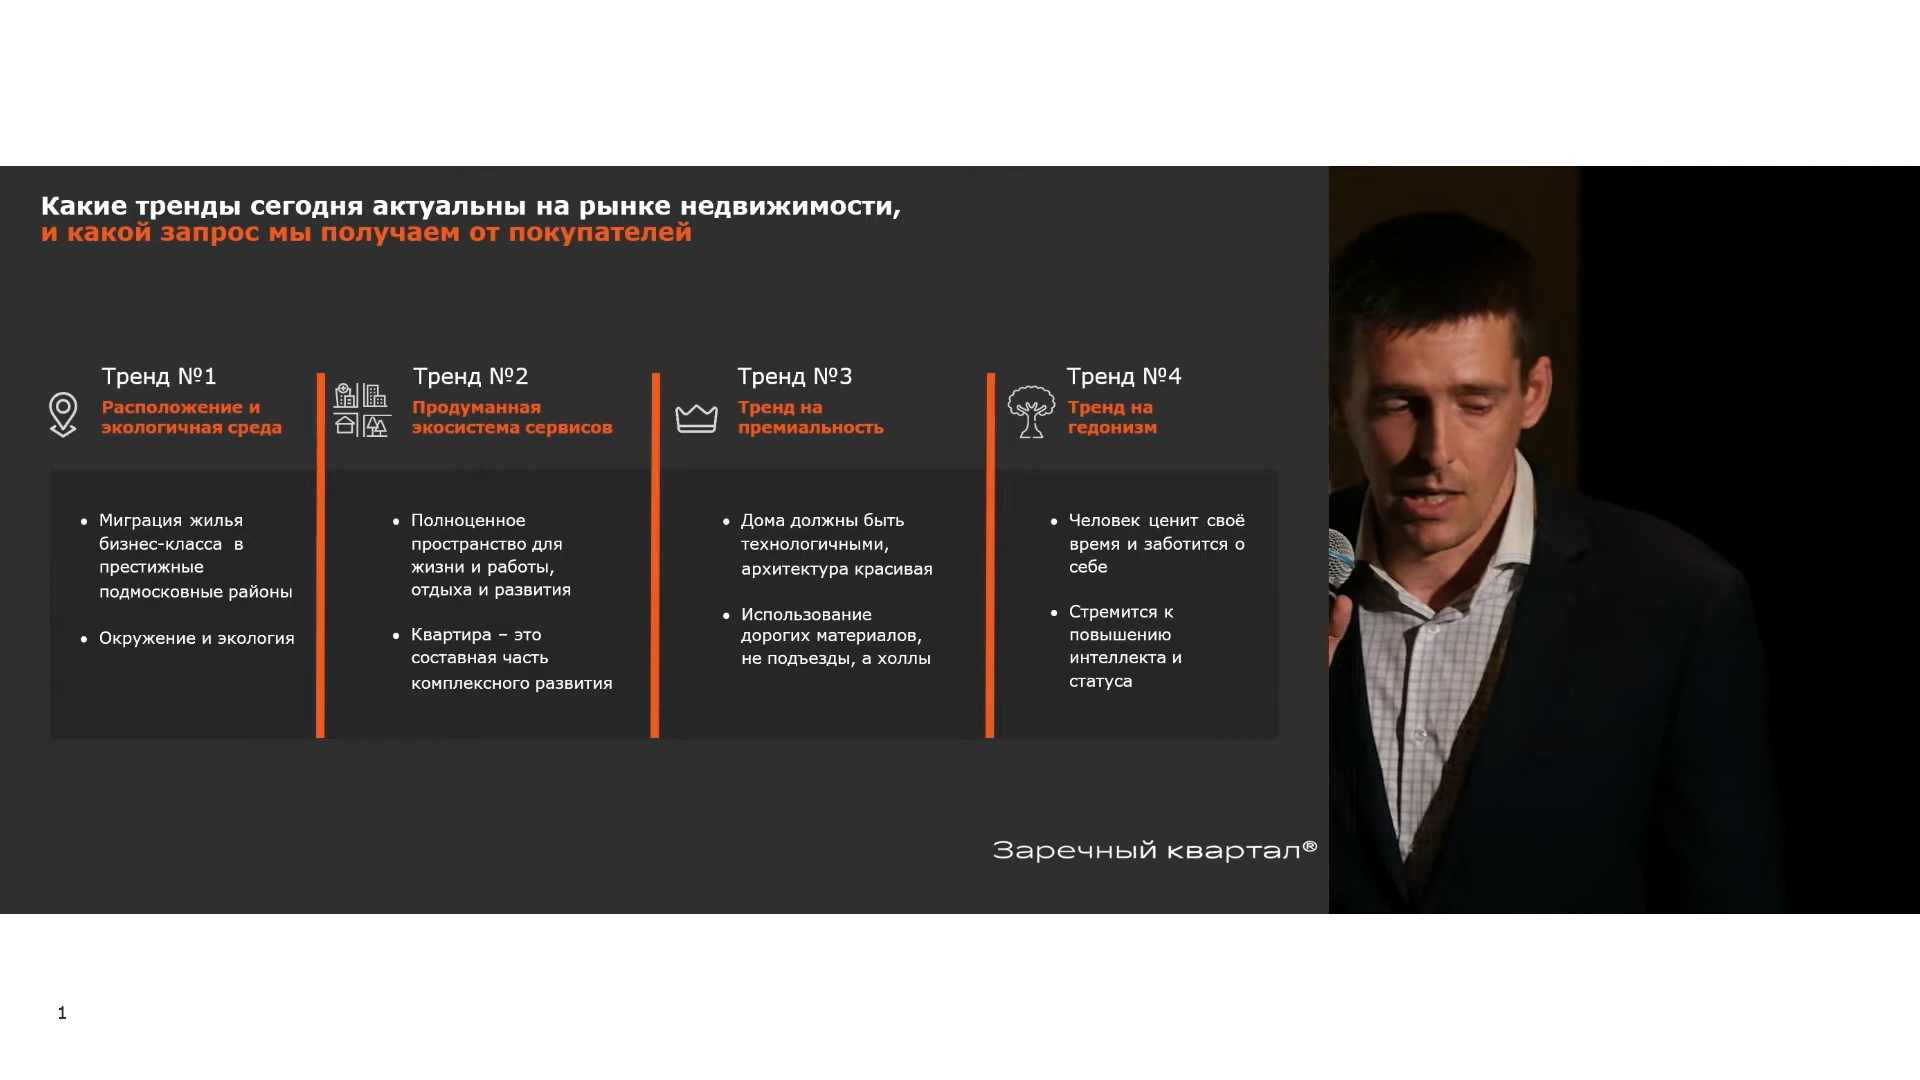 Какие тренды сегодня актуальны на рынке недвижимости,
и какой запрос мы получаем от покупателей
Тренд №1
Расположение и
экологичная среда
• Миграция жилья
бизнес-класса в
престижные
подмосковные районы
• Окружение и экология
Тренд №2
Продуманная
экосистема сервисов
• Полноценное
пространство для
жизни и работы,
отдыха и развития
• Квартира – это
составная часть
комплексного развития
Тренд №3
Тренд на
премиальность
• Дома должны быть
технологичными,
архитектура красивая
• Использование
дорогих материалов,
не подъезды, а холлы
Тренд №4
Тренд на
гедонизм
• Человек ценит своё
время и заботится о
себе
• Стремится к
повышению
интеллекта и
статуса
Заречный квартал®
1